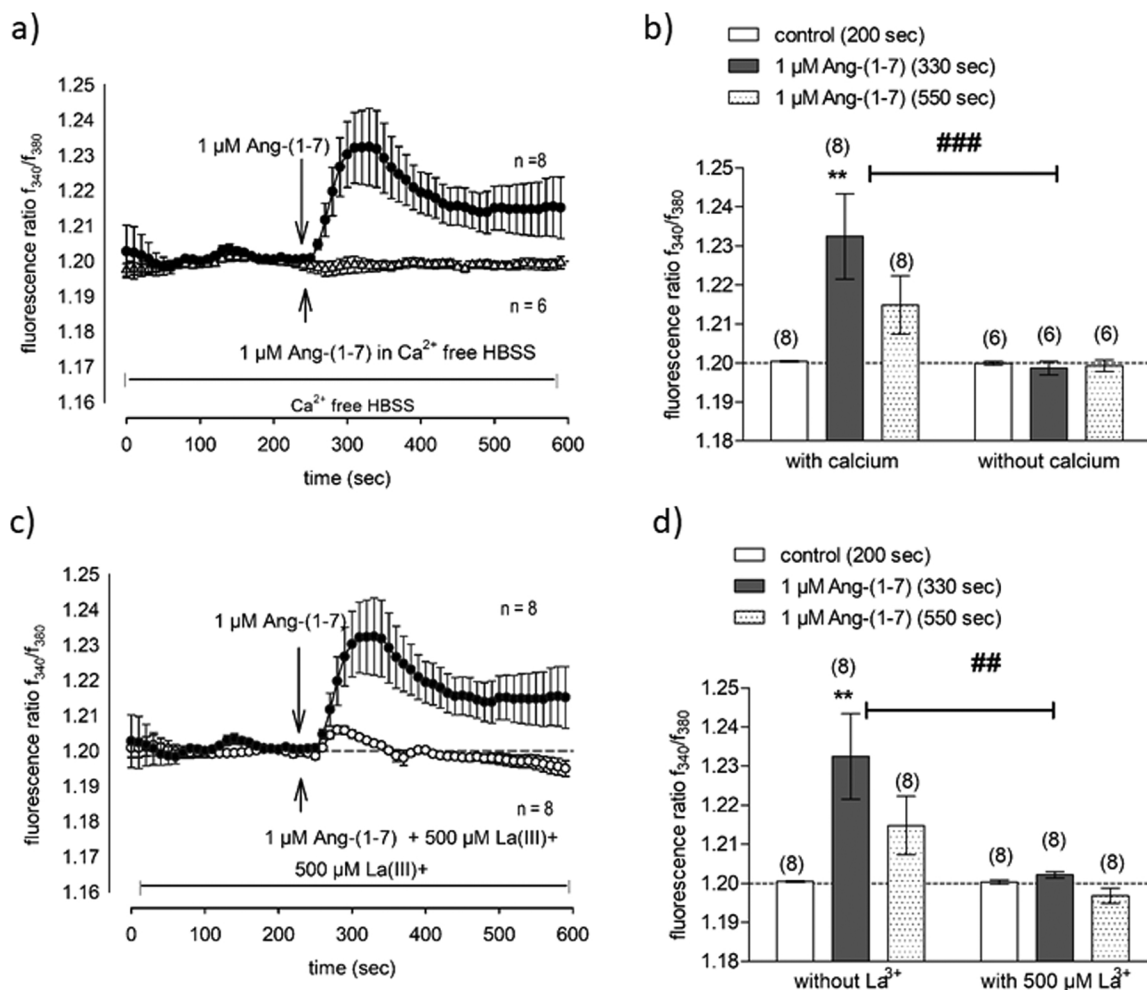 a)
1.25
1.24
1.23
1.22
1.21
1.20
1.19
1.18
1.17
1.16
fluorescence ratio f340/f380
1 µM Ang-(1-7)
n=8
n = 6
1 µM Ang-(1-7) in Ca2+ free HBSS
Ca2+ free HBSS
0 100 200 300 400 500 600
time (sec)
b)
control (200 sec)
1 µM Ang-(1-7) (330 sec)
1 µM Ang-(1-7) (550 sec)
1.25
1.24
1.23
1.22
1.21
1.20
1.19
1.18
fluorescence ratio f340/f380
(8)
**
###
(8)
(8)
(6) (6) (6)
with calcium without calcium
c)
1.25
1.24
1.23
1.22
1.21
1.20
1.19
1.18
1.17
1.16
fluorescence ratio f340/f380
1 µM Ang-(1-7)
n = 8
n = 8
1 µM Ang-(1-7) + 500 µM La(III)+
500 µM La(III)+
0 100 200 300 400 500 600
time (sec)
d)
control (200 sec)
1 µM Ang-(1-7) (330 sec)
1 µM Ang-(1-7) (550 sec)
1.25
1.24
1.23
1.22
1.21
1.20
1.19
1.18
fluorescence ratio f340/f380
(8)
**
##
(8)
(8)
(8) (8) (8)
without La3+ with 500 µM La3+